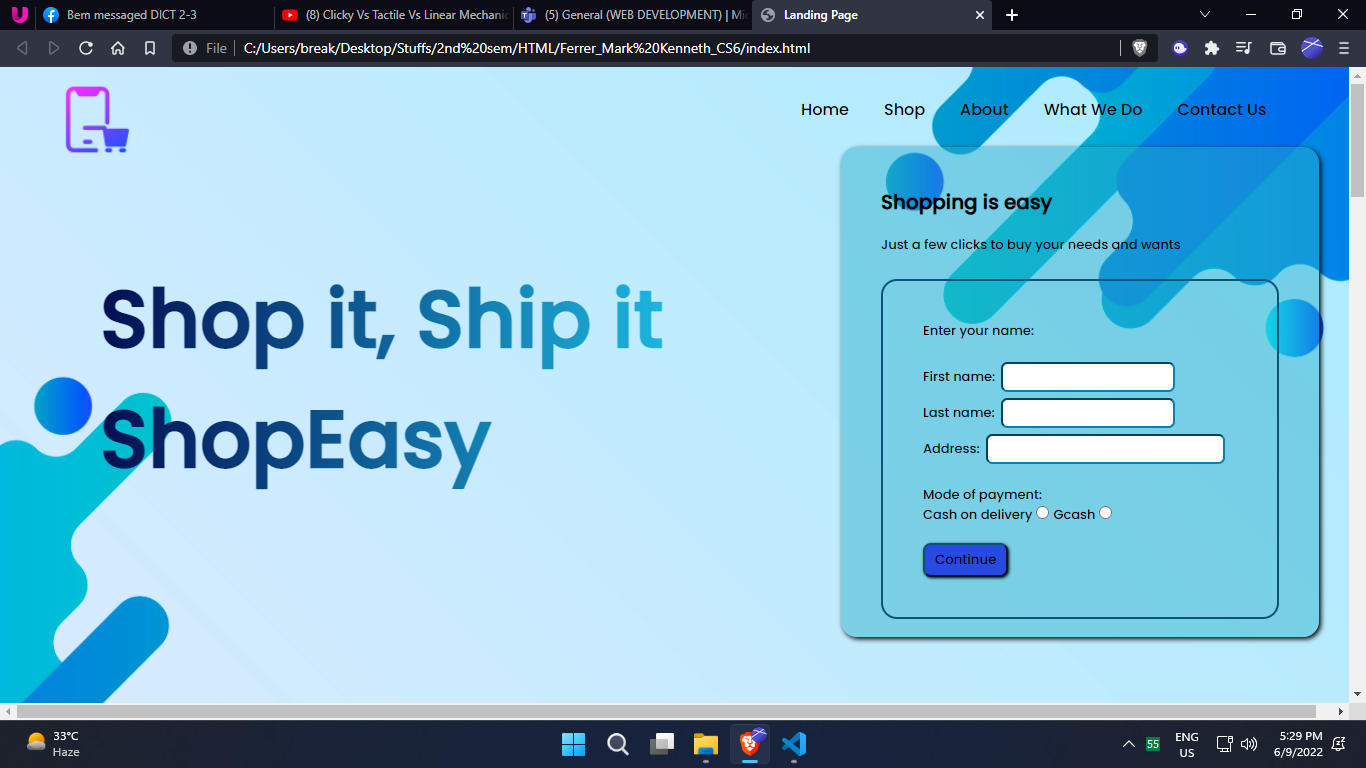 Bem messaged DICT 2-3
(8) Clicky Vs Tactile Vs Linear Mechanic
(5) General (WEB DEVELOPMENT) | Mi
Landing Page
File
C:/Users/break/Desktop/Stuffs/2nd%20sem/HTML/Ferrer_Mark%20Kenneth_CS6/index.html
Home
Shop
About
What We Do
Contact Us
Shop it, Ship it
ShopEasy
Shopping is easy
Just a few clicks to buy your needs and wants
Enter your name:
First name:
Last name:
Address:
Mode of payment:
Cash on delivery Gcash
Continue
33°C
Haze
55
ENG
US
5:29 PM
6/9/2022